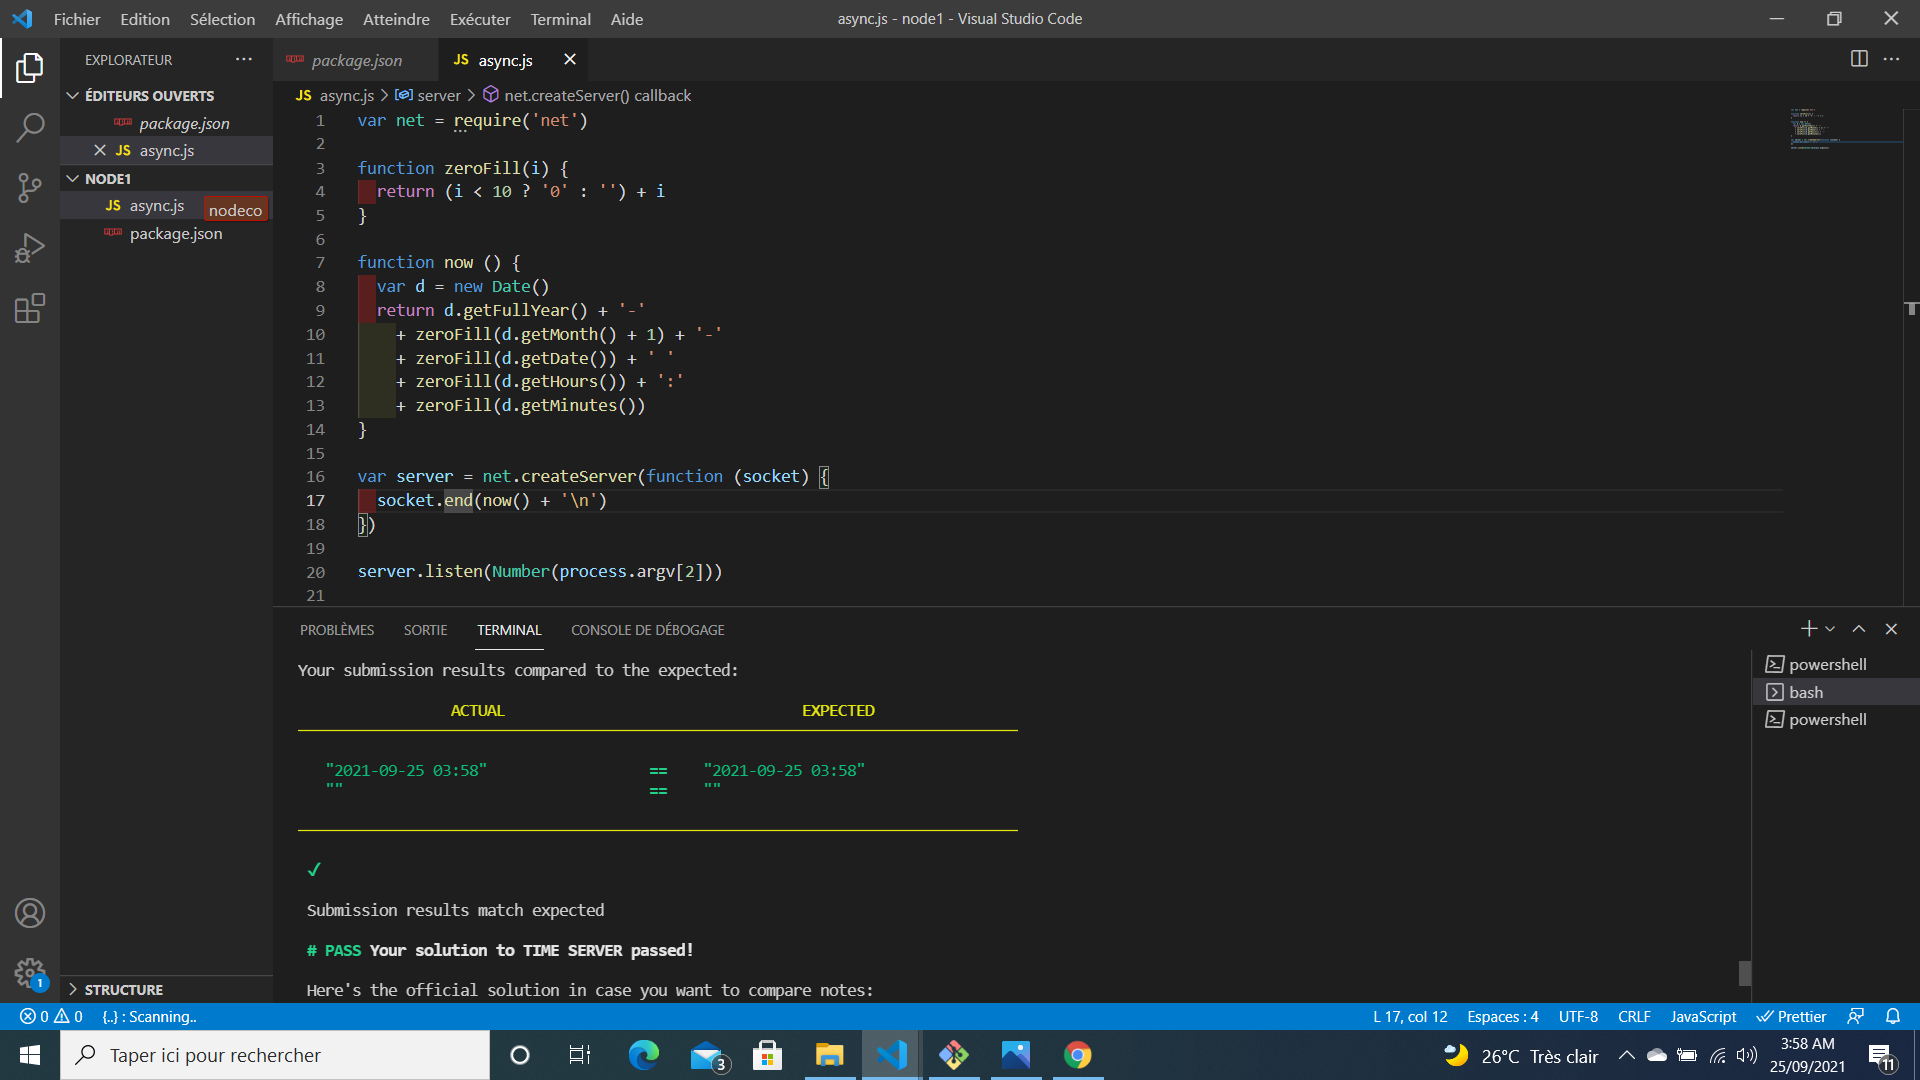 Fichier Edition Sélection Affichage Atteindre Exécuter Terminal Aide
async.js - node1 - Visual Studio Code
EXPLORATEUR
ÉDITEURS OUVERTS
package.json
JS async.js
NODE1
JS async.js
nodeco
package.json
STRUCTURE
package.json
JS async.js
JS async.js > server > net.createServer() callback
1 var net = require('net')
2
3 function zeroFill(i) {
4 return (i < 10 ? '0' : '') + i
5 }
6
7 function now () {
8 var d = new Date()
9 return d.getFullYear() + '-'
10 + zeroFill(d.getMonth() + 1) + '-'
11 + zeroFill(d.getDate()) + ' '
12 + zeroFill(d.getHours()) + ':'
13 + zeroFill(d.getMinutes())
14 }
15
16 var server = net.createServer(function (socket) {
17 socket.end(now() + '\n')
18 })
19
20 server.listen(Number(process.argv[2]))
21
PROBLÈMES SORTIE TERMINAL CONSOLE DE DÉBOGAGE
Your submission results compared to the expected:
ACTUAL EXPECTED
"2021-09-25 03:58" == "2021-09-25 03:58"
"" == ""
✓
Submission results match expected
# PASS Your solution to TIME SERVER passed!
Here's the official solution in case you want to compare notes:
powershell
bash
powershell
1
0 0 {..} : Scanning..
L 17, col 12 Espaces : 4 UTF-8 CRLF JavaScript Prettier
Taper ici pour rechercher
3
26°C Très clair
3:58 AM
25/09/2021
11